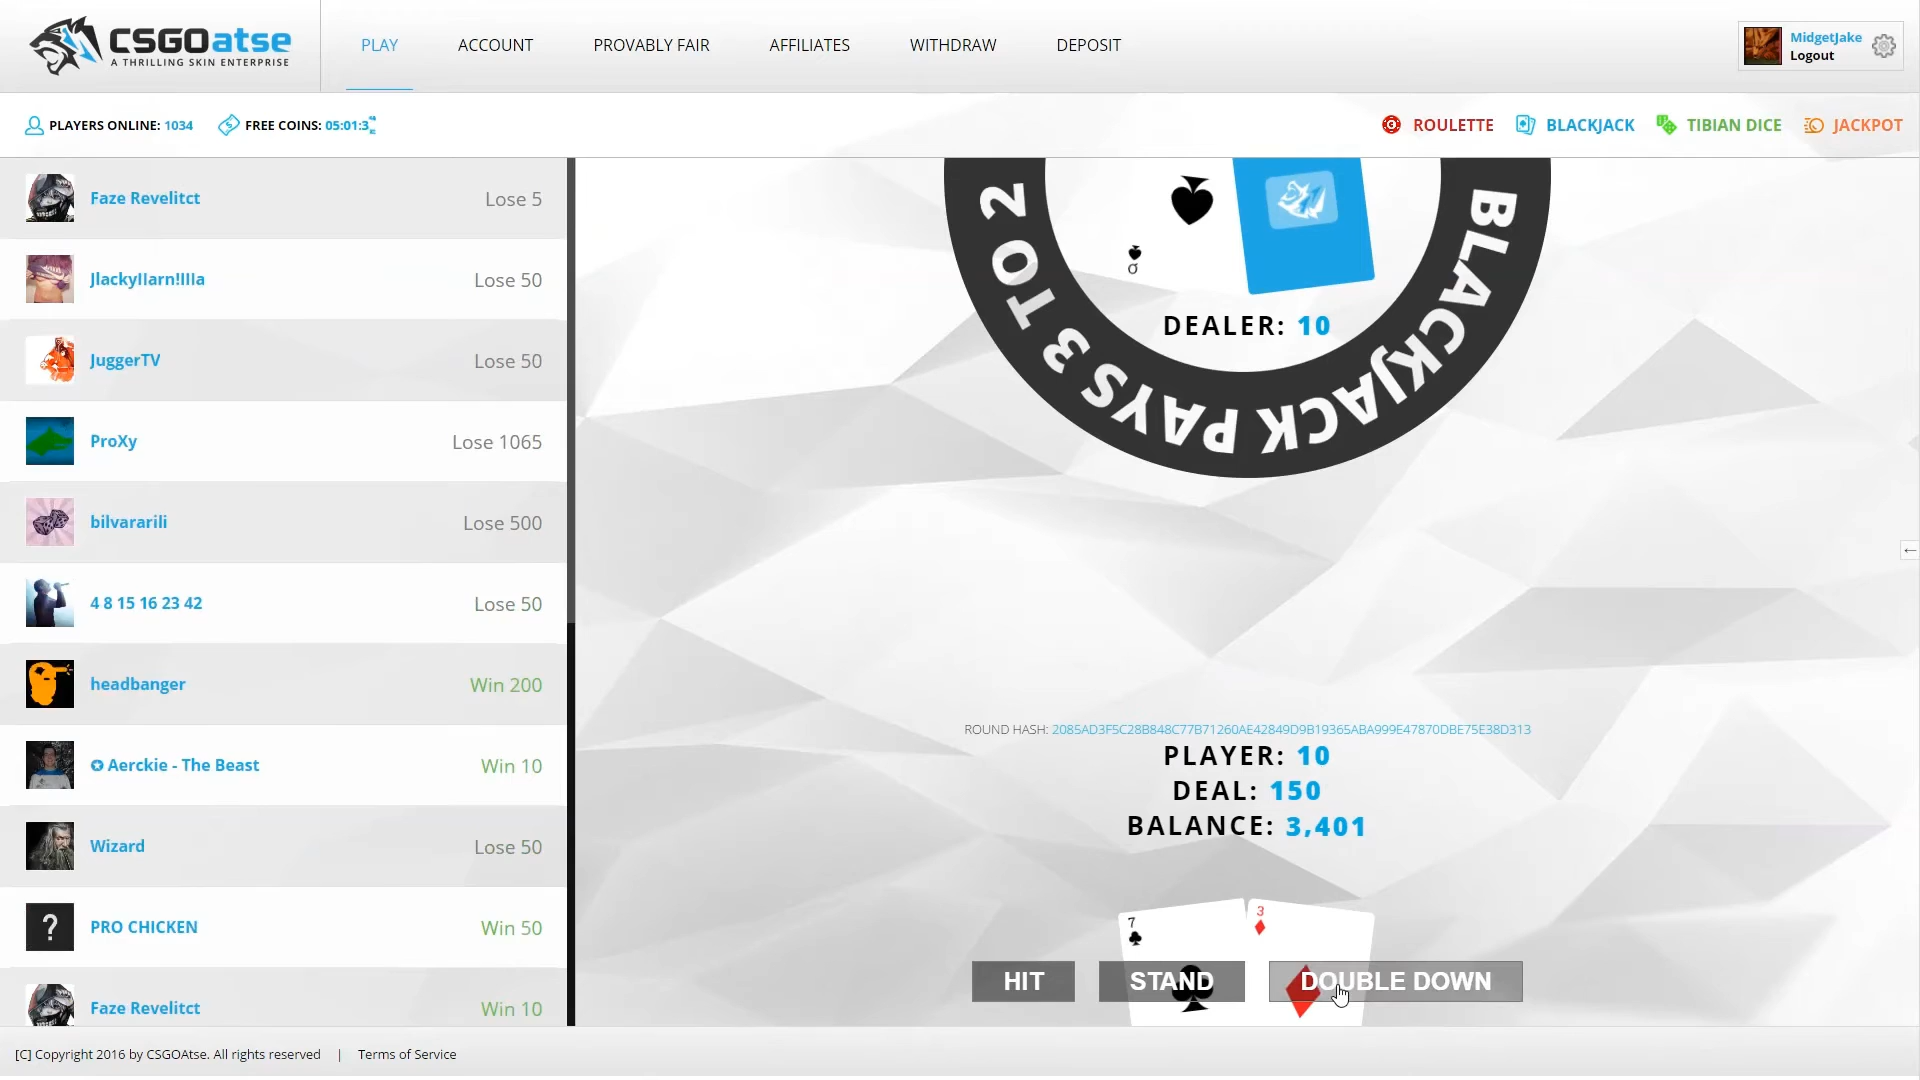 CSGOatse
A THRILLING SKIN ENTERPRISE
PLAY ACCOUNT PROVABLY FAIR AFFILIATES WITHDRAW DEPOSIT
MidgetJake
Logout
PLAYERS ONLINE: 1034 FREE COINS: 05:01:3
ROULETTE BLACKJACK TIBIAN DICE JACKPOT
Faze Revelitct Lose 5
JlackyIIarn!IIIa Lose 50
JuggerTV Lose 50
ProXy Lose 1065
bilvararili Lose 500
4 8 15 16 23 42 Lose 50
headbanger Win 200
✪ Aerckie - The Beast Win 10
Wizard Lose 50
? PRO CHICKEN Win 50
Faze Revelitct Win 10
BLACKJACK PAYS 3 TO 2
Q
DEALER: 10
ROUND HASH: 2085AD3F5C28B848C77B71260AE42849D9B19365ABA999E47870DBE75E38D313
PLAYER: 10
DEAL: 150
BALANCE: 3,401
7 3
HIT STAND DOUBLE DOWN
[C] Copyright 2016 by CSGOAtse. All rights reserved | Terms of Service